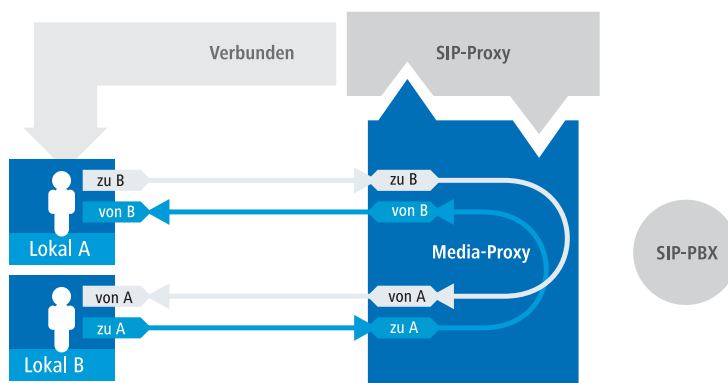 Verbunden
SIP-Proxy
zu B
zu B
von B
von B
Lokal A
Media-Proxy
SIP-PBX
von A
von A
zu A
zu A
Lokal B